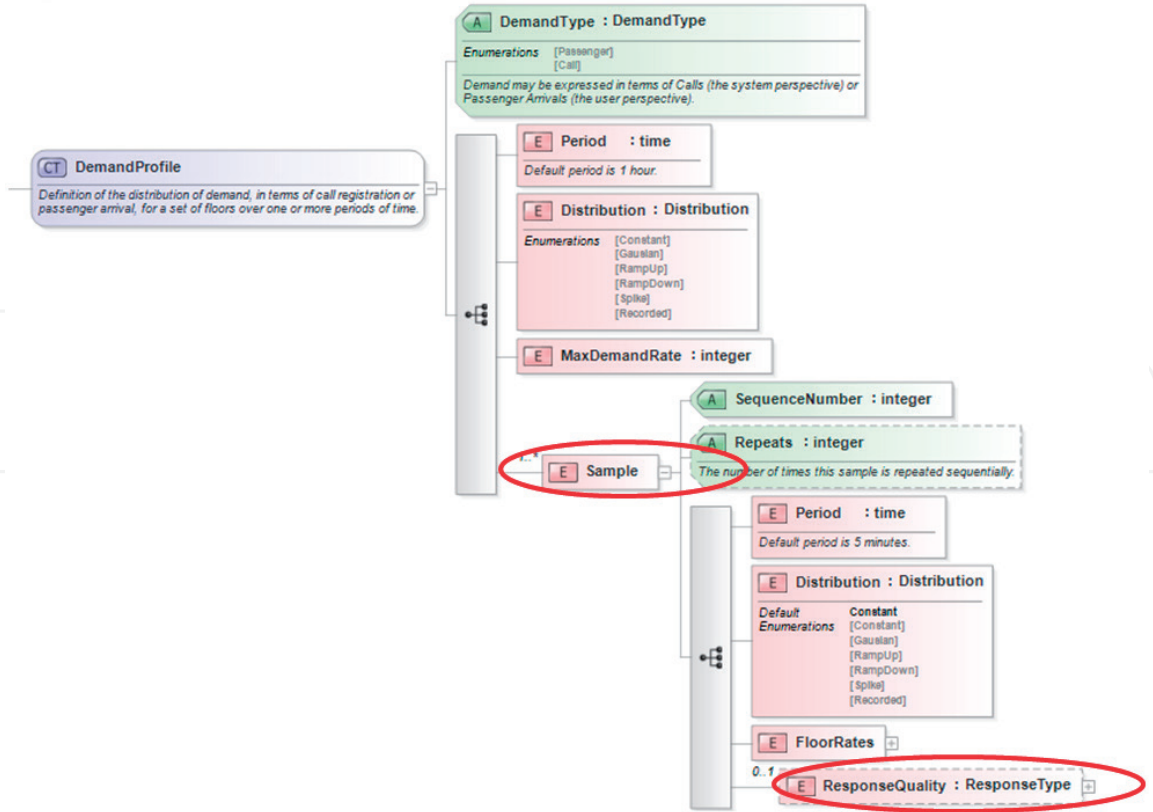 A DemandType : DemandType
Enumerations [Passenger]
[Call]
Demand may be expressed in terms of Calls (the system perspective) or
Passenger Arrivals (the user perspective).
E Period : time
Default period is 1 hour.
CT DemandProfile
Definition of the distribution of demand, in terms of call registration or
passenger arrival, for a set of floors over one or more periods of time.
E Distribution : Distribution
Enumerations [Constant]
[Gausian]
[RampUp]
[RampDown]
[Spike]
[Recorded]
E MaxDemandRate : integer
A SequenceNumber : integer
A Repeats : integer
The number of times this sample is repeated sequentially.
1..*
E Sample
E Period : time
Default period is 5 minutes.
E Distribution : Distribution
Default Constant
Enumerations [Constant]
[Gausian]
[RampUp]
[RampDown]
[Spike]
[Recorded]
E FloorRates
0..1
E ResponseQuality : ResponseType